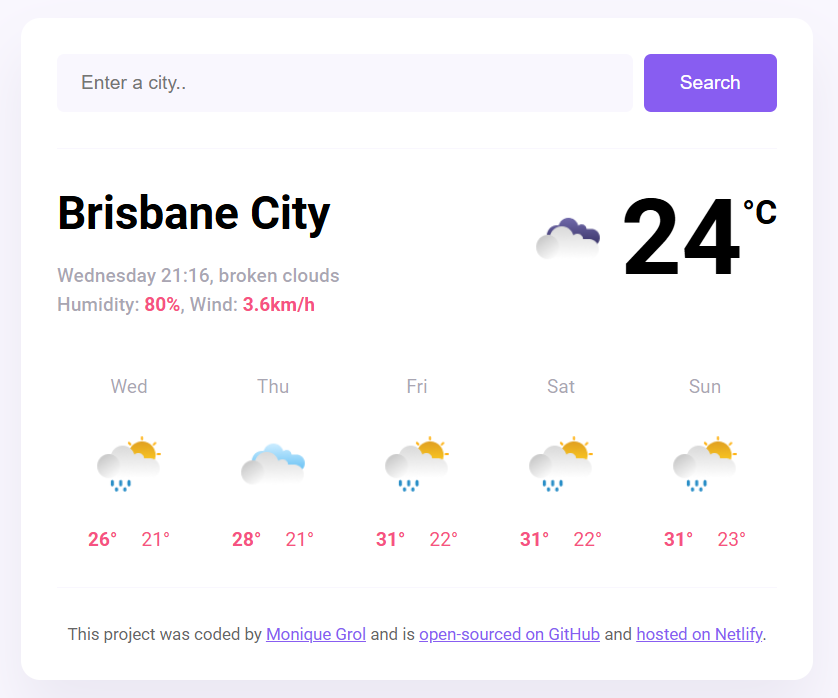 Enter a city..
Search
Brisbane City
24 °C
Wednesday 21:16, broken clouds
Humidity: 80%, Wind: 3.6km/h
Wed Thu Fri Sat Sun
26° 21° 28° 21° 31° 22° 31° 22° 31° 23°
This project was coded by Monique Grol and is open-sourced on GitHub and hosted on Netlify.